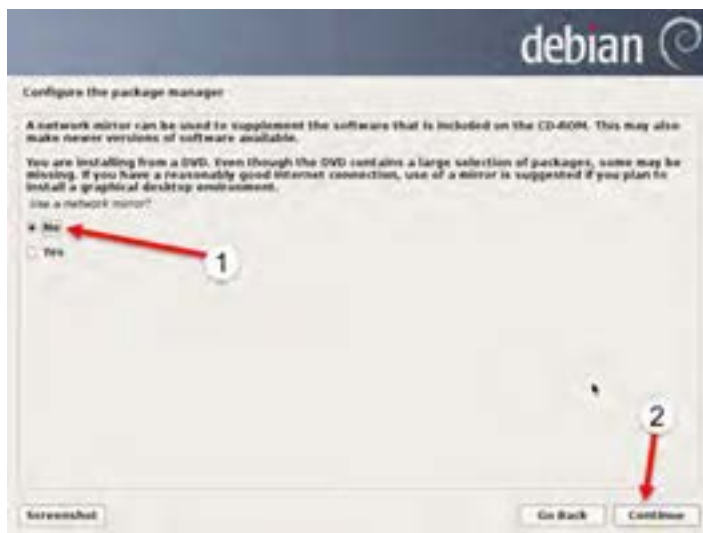 debian
Configure the package manager
A network mirror can be used to supplement the software that is included on the CD-ROM. This may also
make newer versions of software available.
You are installing from a DVD. Even though the DVD contains a large selection of packages, some may be
missing. If you have a reasonably good Internet connection, use of a mirror is suggested if you plan to
install a graphical desktop environment.
Use a network mirror?
No
Yes
1
2
Screenshot
Go Back
Continue